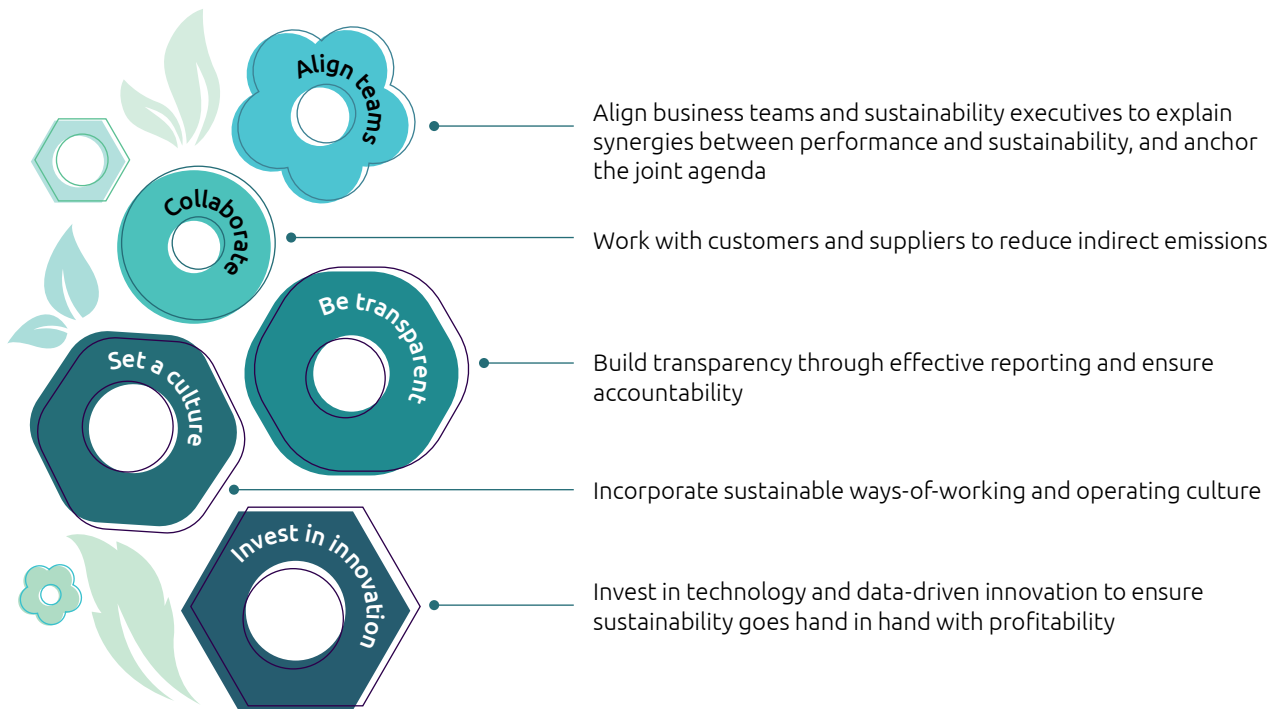 Align teams
Align business teams and sustainability executives to explain
synergies between performance and sustainability, and anchor
the joint agenda
Collaborate
Work with customers and suppliers to reduce indirect emissions
Be transparent
Build transparency through effective reporting and ensure
accountability
Set a culture
Incorporate sustainable ways-of-working and operating culture
Invest in innovation
Invest in technology and data-driven innovation to ensure
sustainability goes hand in hand with profitability